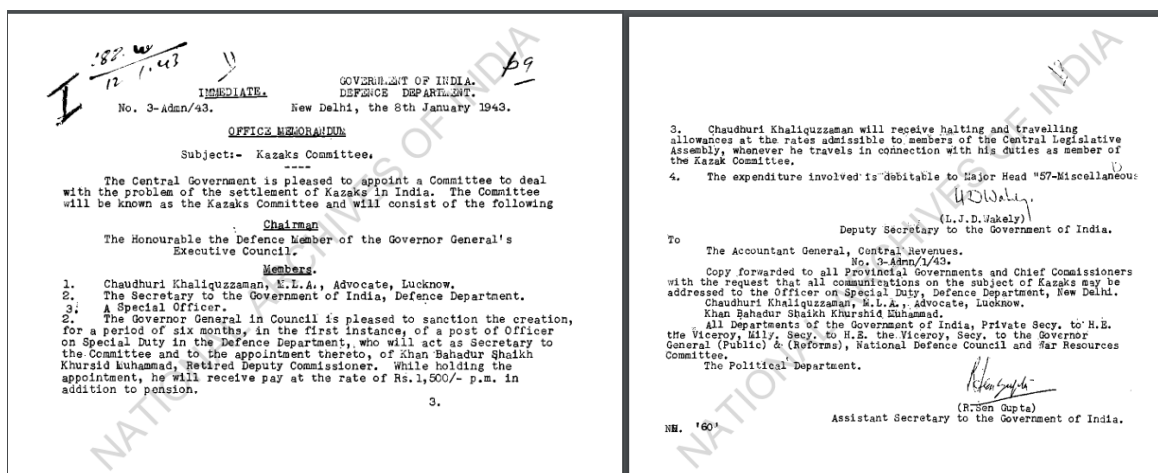 '82. W
12 1.43
I
69
GOVERNMENT OF INDIA.
IMMEDIATE. DEFENCE DEPARTMENT.
No. 3-Admn/43. New Delhi, the 8th January 1943.
OFFICE MEMORANDUM
Subject:- Kazaks Committee.
----
The Central Government is pleased to appoint a Committee to deal
with the problem of the settlement of Kazaks in India. The Committee
will be known as the Kazaks Committee and will consist of the following
Chairman
The Honourable the Defence Member of the Governor General's
Executive Council.
Members.
1. Chaudhuri Khaliquzzaman, M.L.A., Advocate, Lucknow.
2. The Secretary to the Government of India, Defence Department.
3. A Special Officer.
2. The Governor General in Council is pleased to sanction the creation,
for a period of six months, in the first instance, of a post of Officer
on Special Duty in the Defence Department, who will act as Secretary to
the Committee and to the appointment thereto, of Khan Bahadur Shaikh
Khursid Muhammad, Retired Deputy Commissioner. While holding the
appointment, he will receive pay at the rate of Rs.1,500/- p.m. in
addition to pension.
3.
NATIONAL ARCHIVES OF INDIA
3. Chaudhuri Khaliquzzaman will receive halting and travelling
allowances at the rates admissible to members of the Central Legislative
Assembly, whenever he travels in connection with his duties as member of
the Kazak Committee.
4. The expenditure involved is debitable to Major Head "57-Miscellaneous
(L.J.D.Wakely)
Deputy Secretary to the Government of India.
To
The Accountant General, Central Revenues.
No. 3-Admn/1/43.
Copy forwarded to all Provincial Governments and Chief Commissioners
with the request that all communications on the subject of Kazaks may be
addressed to the Officer on Special Duty, Defence Department, New Delhi.
Chaudhuri Khaliquzzaman, M.L.A., Advocate, Lucknow.
Khan Bahadur Shaikh Khurshid Muhammad.
All Departments of the Government of India, Private Secy. to H.E.
the Viceroy, Mily. Secy. to H.E. the Viceroy, Secy. to the Governor
General (Public) & (Reforms), National Defence Council and War Resources
Committee.
The Political Department.
(R.Sen Gupta)
Assistant Secretary to the Government of India.
NH. '60'
NATIONAL ARCHIVES OF INDIA